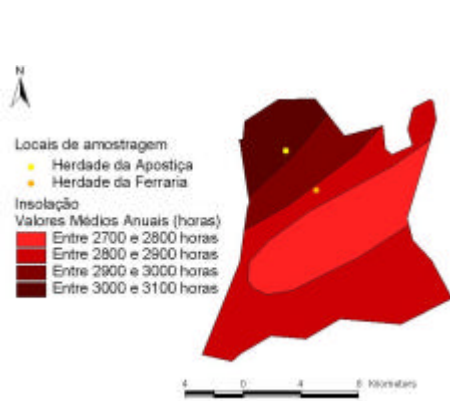 N
Locais de amostragem
Herdade da Apostiça
Herdade da Ferraria
Insolação
Valores Médios Anuais (horas)
Entre 2700 e 2800 horas
Entre 2800 e 2900 horas
Entre 2900 e 3000 horas
Entre 3000 e 3100 horas
4 0 4 8 Kilometers